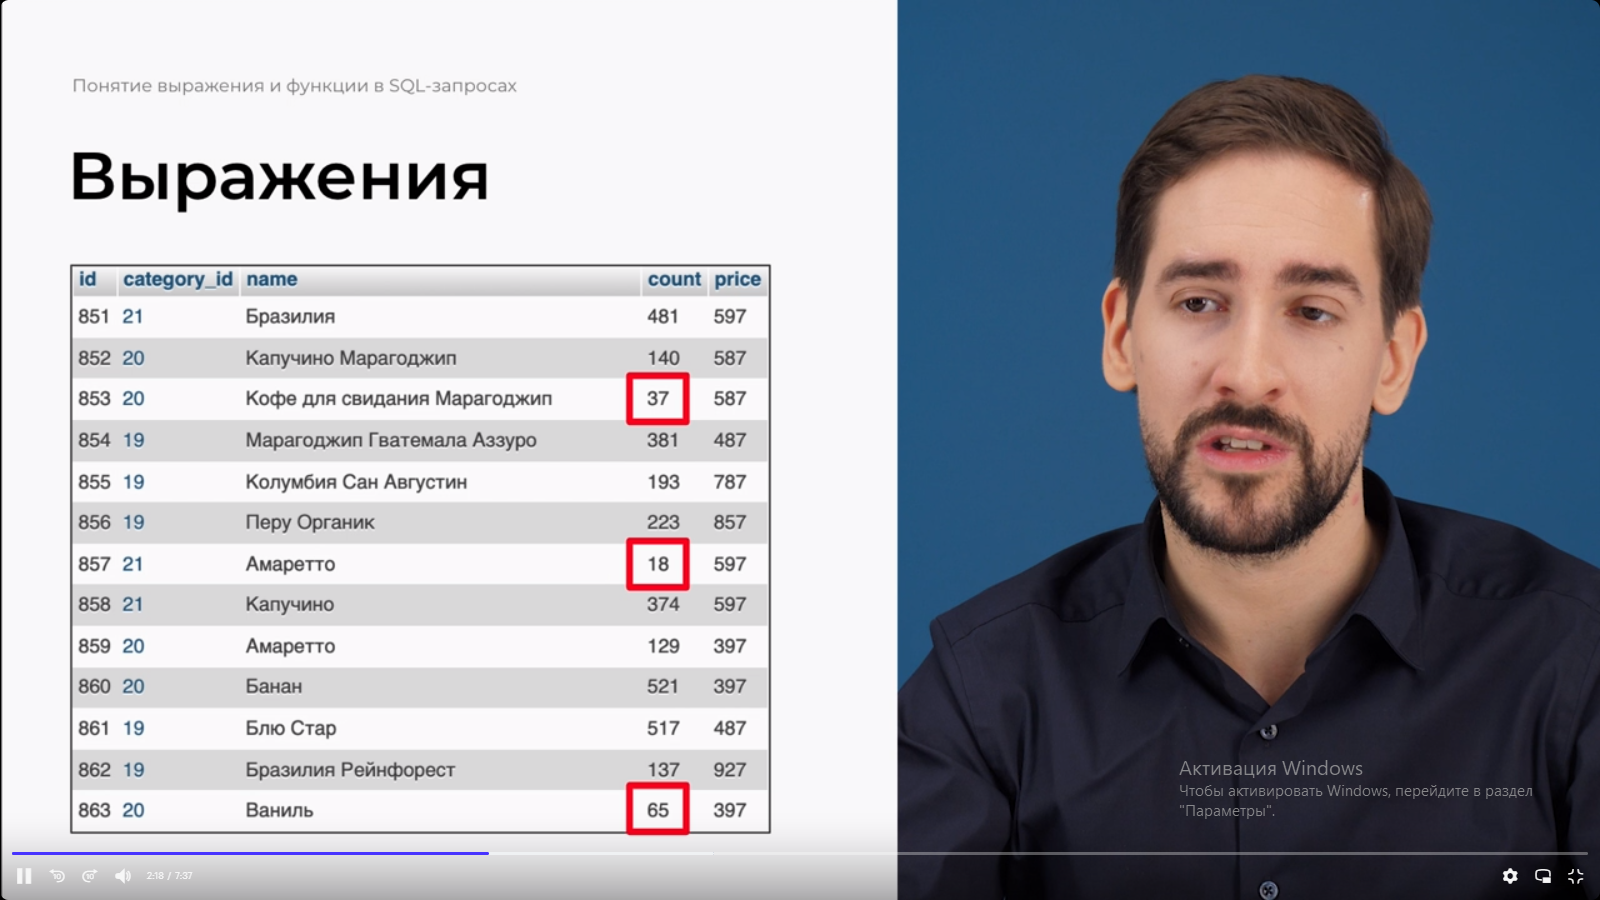 Понятие выражения и функции в SQL-запросах
Выражения
id category_id name count price
851 21 Бразилия 481 597
852 20 Капучино Марагоджип 140 587
853 20 Кофе для свидания Марагоджип 37 587
854 19 Марагоджип Гватемала Аззуро 381 487
855 19 Колумбия Сан Августин 193 787
856 19 Перу Органик 223 857
857 21 Амаретто 18 597
858 21 Капучино 374 597
859 20 Амаретто 129 397
860 20 Банан 521 397
861 19 Блю Стар 517 487
862 19 Бразилия Рейнфорест 137 927
863 20 Ваниль 65 397
Активация Windows
Чтобы активировать Windows, перейдите в раздел
"Параметры".
10 10 2:18 / 7:37